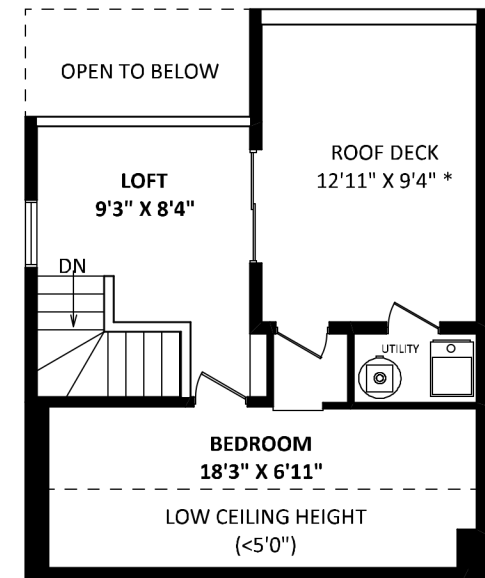 OPEN TO BELOW
ROOF DECK
12'11" X 9'4" *
LOFT
9'3" X 8'4"
DN
UTILITY
BEDROOM
18'3" X 6'11"
LOW CEILING HEIGHT
(<5'0")